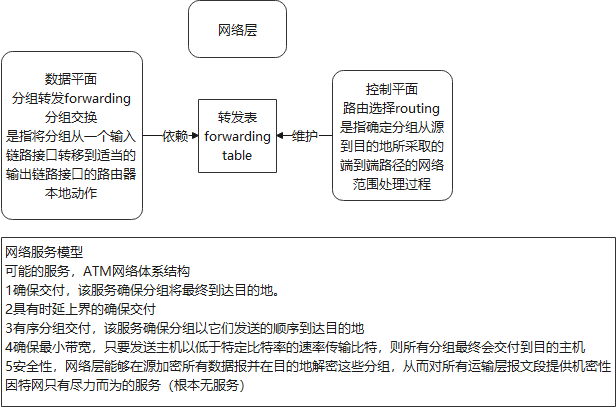 网络层
数据平面
分组转发forwarding
分组交换
是指将分组从一个输入
链路接口转移到适当的
输出链路接口的路由器
本地动作
依赖
转发表
forwarding
table
维护
控制平面
路由选择routing
是指确定分组从源
到目的地所采取的
端到端路径的网络
范围处理过程
网络服务模型
可能的服务，ATM网络体系结构
1确保交付，该服务确保分组将最终到达目的地。
2具有时延上界的确保交付
3有序分组交付，该服务确保分组以它们发送的顺序到达目的地
4确保最小带宽，只要发送主机以低于特定比特率的速率传输比特，则所有分组最终会交付到目的主机
5安全性，网络层能够在源加密所有数据报并在目的地解密这些分组，从而对所有运输层报文段提供机密性
因特网只有尽力而为的服务（根本无服务）